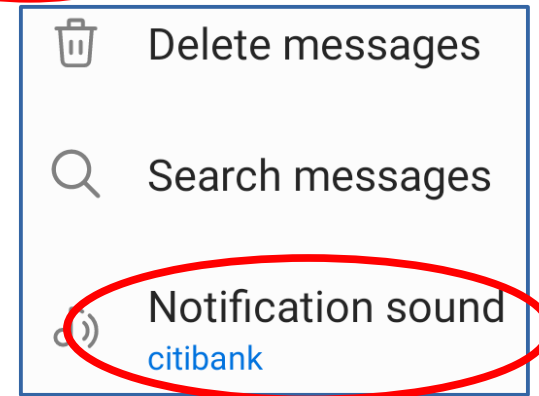 Delete messages
Search messages
Notification sound
citibank